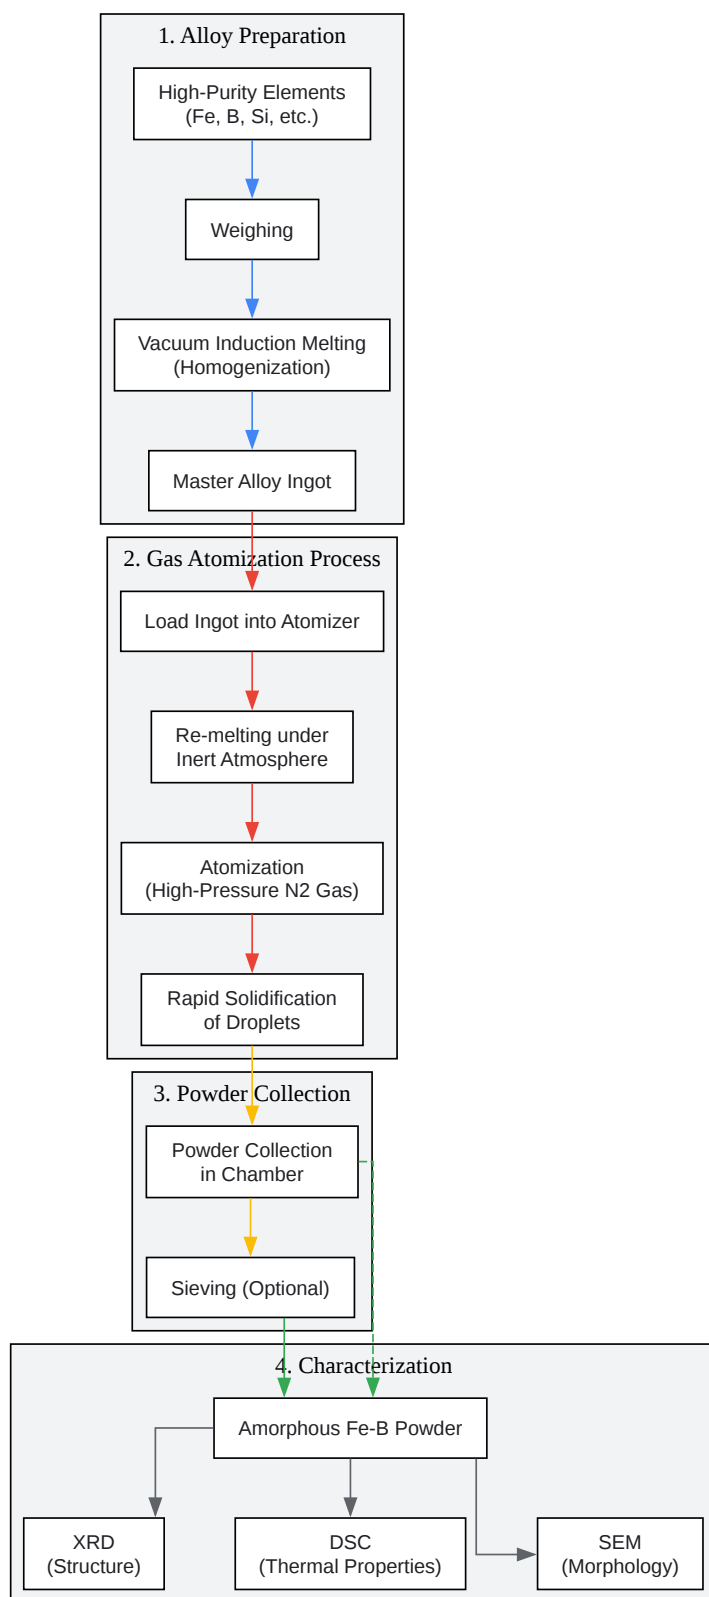 1. Alloy Preparation
High-Purity Elements
(Fe, B, Si, etc.)
Weighing
Vacuum Induction Melting
(Homogenization)
Master Alloy Ingot
2. Gas Atomization Process
Load Ingot into Atomizer
Re-melting under
Inert Atmosphere
Atomization
(High-Pressure N2 Gas)
Rapid Solidification
of Droplets
3. Powder Collection
Powder Collection
in Chamber
Sieving (Optional)
4. Characterization
Amorphous Fe-B Powder
XRD
(Structure)
DSC
(Thermal Properties)
SEM
(Morphology)